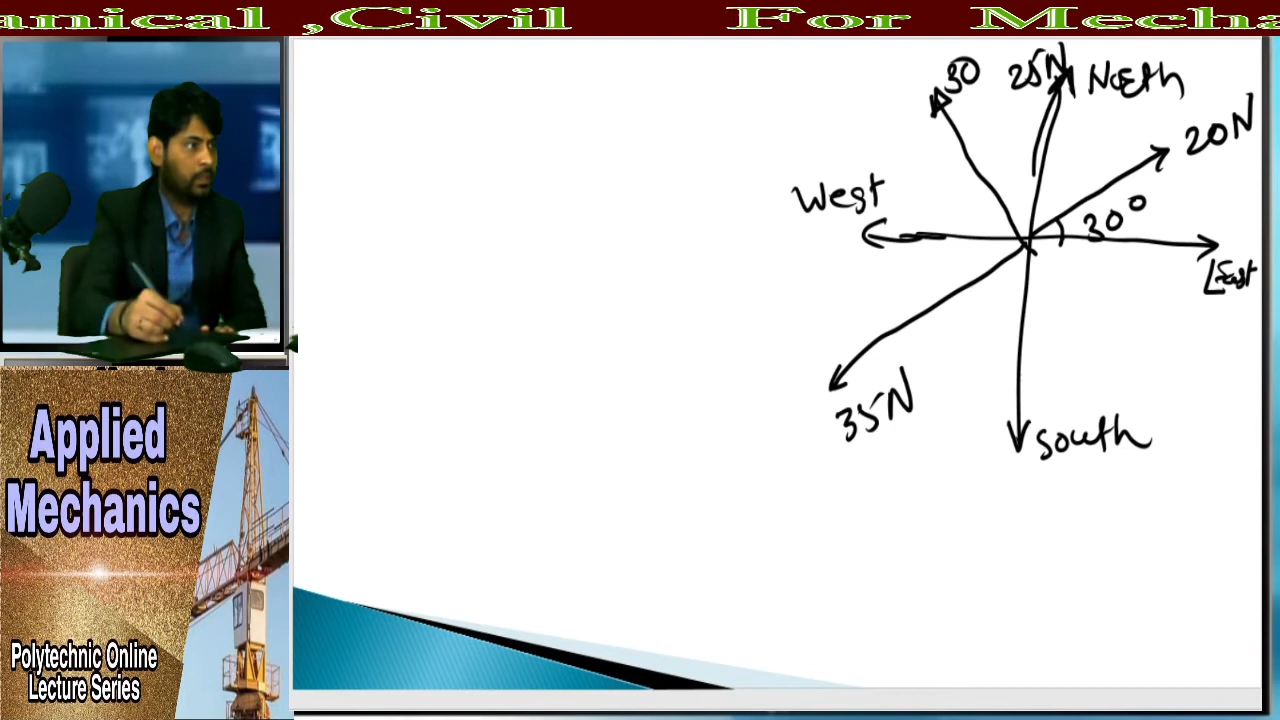 anical ,Civil For Mecha
30
25N
North
20N
West
30°
East
35N
South
Applied
Mechanics
Polytechnic Online
Lecture Series